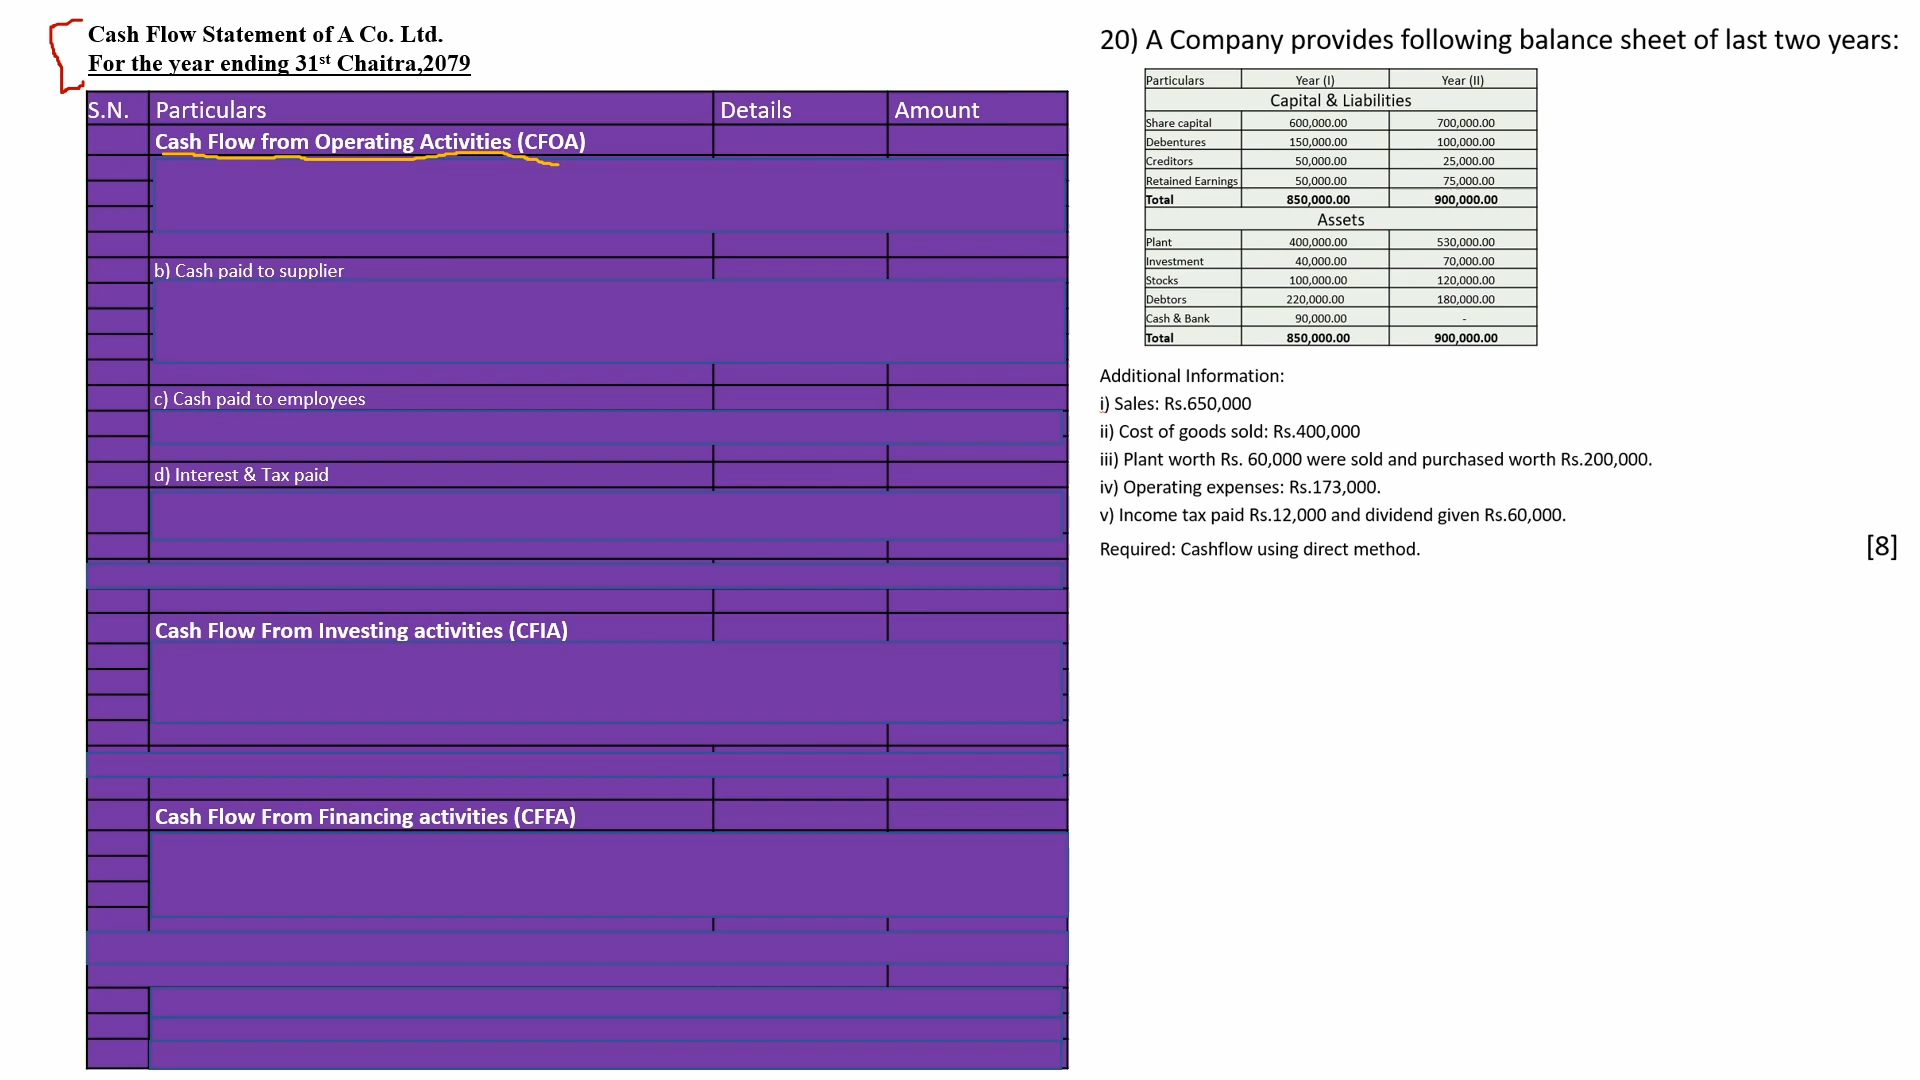 Cash Flow Statement of A Co. Ltd.
For the year ending 31st Chaitra,2079
S.N. Particulars Details Amount
Cash Flow from Operating Activities (CFOA)
b) Cash paid to supplier
c) Cash paid to employees
d) Interest & Tax paid
Cash Flow From Investing activities (CFIA)
Cash Flow From Financing activities (CFFA)
20) A Company provides following balance sheet of last two years:
Particulars Year (I) Year (II)
Capital & Liabilities
Share capital 600,000.00 700,000.00
Debentures 150,000.00 100,000.00
Creditors 50,000.00 25,000.00
Retained Earnings 50,000.00 75,000.00
Total 850,000.00 900,000.00
Assets
Plant 400,000.00 530,000.00
Investment 40,000.00 70,000.00
Stocks 100,000.00 120,000.00
Debtors 220,000.00 180,000.00
Cash & Bank 90,000.00 -
Total 850,000.00 900,000.00
Additional Information:
i) Sales: Rs.650,000
ii) Cost of goods sold: Rs.400,000
iii) Plant worth Rs. 60,000 were sold and purchased worth Rs.200,000.
iv) Operating expenses: Rs.173,000.
v) Income tax paid Rs.12,000 and dividend given Rs.60,000.
Required: Cashflow using direct method.
[8]